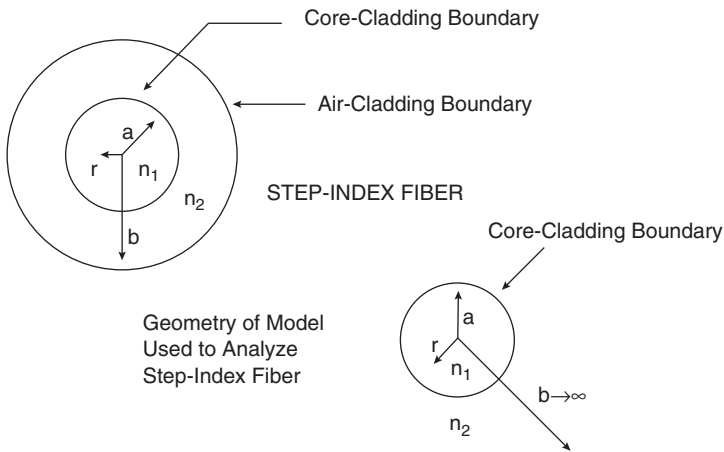 Core-Cladding Boundary
Air-Cladding Boundary
a
r
n₁
n₂
b
STEP-INDEX FIBER
Core-Cladding Boundary
Geometry of Model
Used to Analyze
Step-Index Fiber
a
r
n₁
b→∞
n₂